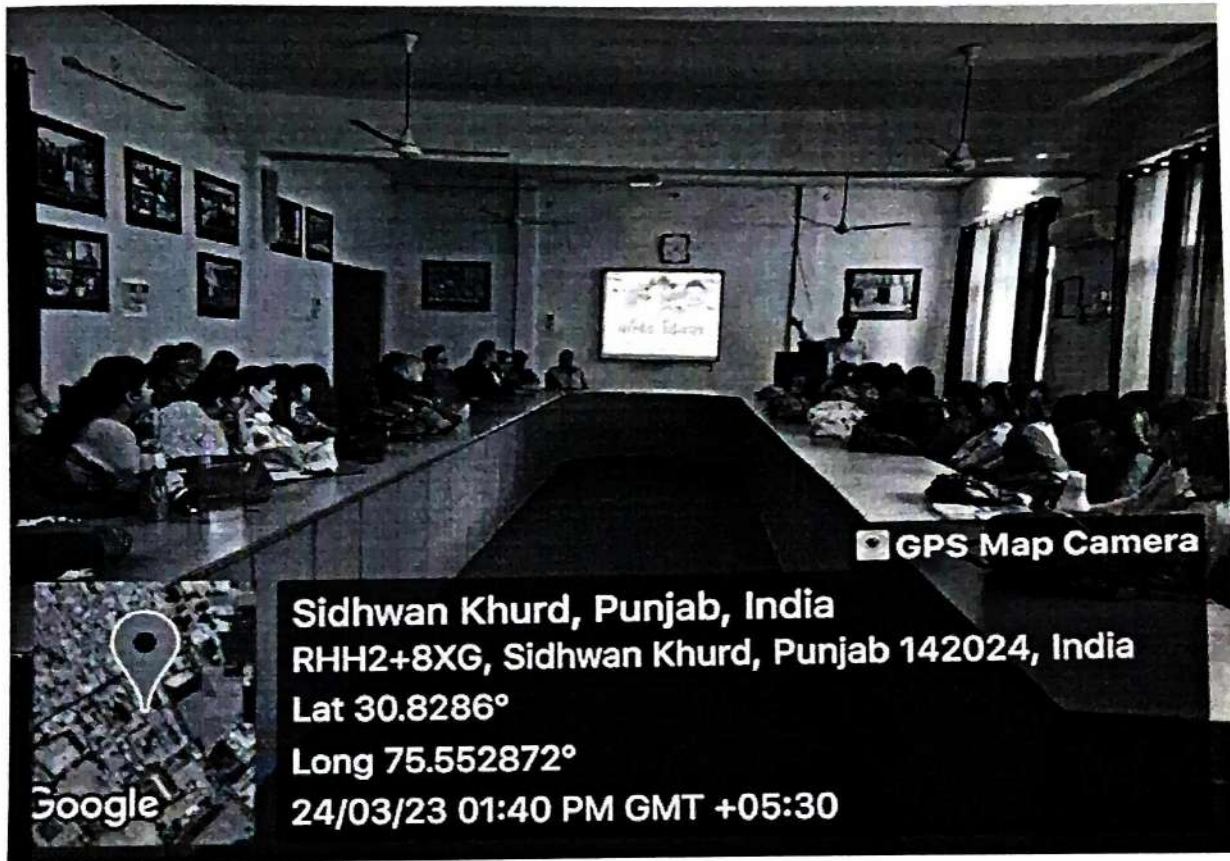 GPS Map Camera
Sidhwan Khurd, Punjab, India
RHH2+8XG, Sidhwan Khurd, Punjab 142024, India
Lat 30.8286°
Long 75.552872°
24/03/23 01:40 PM GMT +05:30
Google